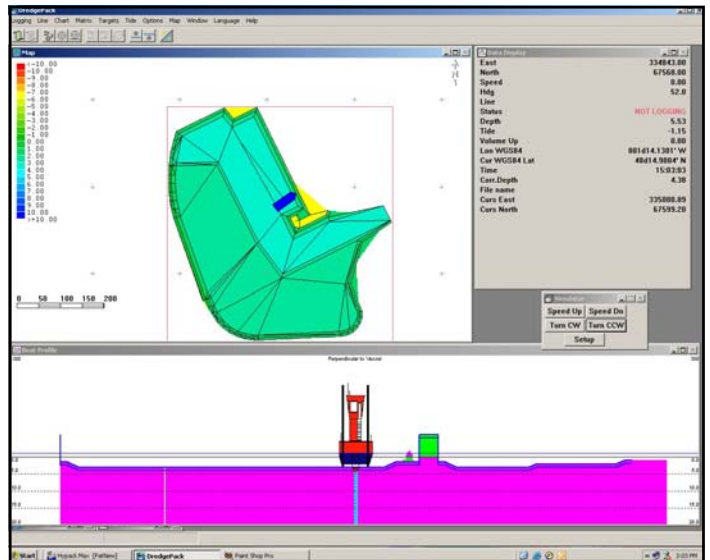 DredgePack
Logging Line Chart Matrix Targets Tide Options Map Window Language Help
Map
<-10.00
-10.00
-9.00
-8.00
-7.00
-6.00
-5.00
-4.00
-3.00
-2.00
-1.00
0.00
1.00
2.00
3.00
4.00
5.00
6.00
7.00
8.00
9.00
10.00
>+10.00
N
0 50 100 150 200
Data Display
East 334843.00
North 67568.00
Speed 0.00
Hdg 52.0
Line
Status NOT LOGGING
Depth 5.53
Tide -1.15
Volume Up 0.00
Lon WGS84 001d14.1301' W
Cur WGS84 Lat 40d14.9804' N
Time 15:03:03
Corr.Depth 4.38
File name
Curs East 335080.89
Curs North 67599.20
Speed Up Speed Dn
Turn CW Turn CCW
Setup
Boat Profile
Perpendicular to Vessel
Start Hypack Max [PatNew] DredgePack Paint Shop Pro 3:03 PM